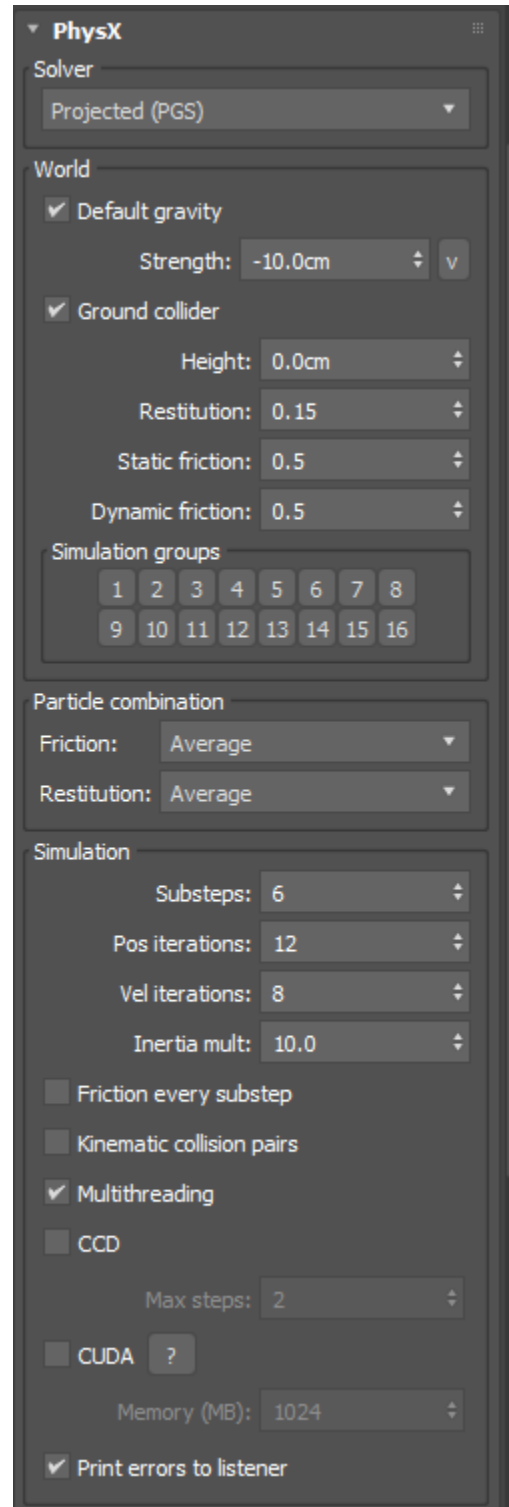 PhysX
Solver
Projected (PGS)
World
Default gravity
Strength: -10.0cm v
Ground collider
Height: 0.0cm
Restitution: 0.15
Static friction: 0.5
Dynamic friction: 0.5
Simulation groups
1 2 3 4 5 6 7 8
9 10 11 12 13 14 15 16
Particle combination
Friction: Average
Restitution: Average
Simulation
Substeps: 6
Pos iterations: 12
Vel iterations: 8
Inertia mult: 10.0
Friction every substep
Kinematic collision pairs
Multithreading
CCD
Max steps: 2
CUDA ?
Memory (MB): 1024
Print errors to listener